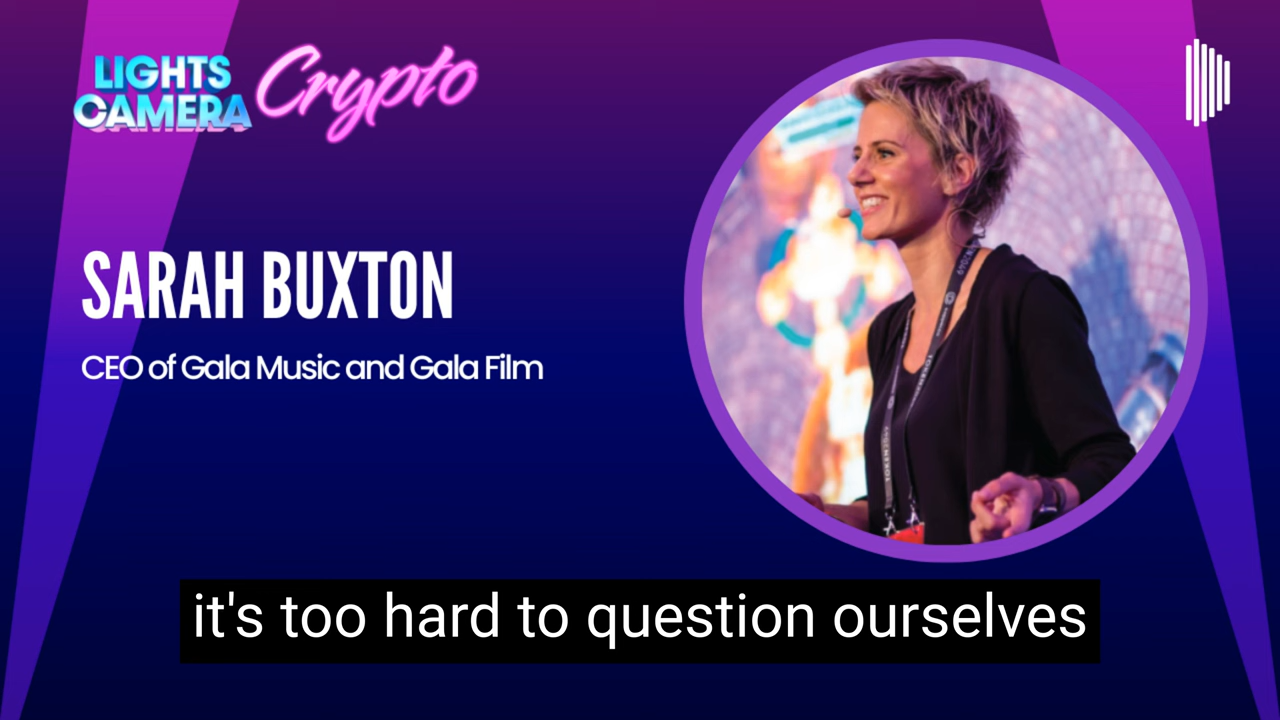 LIGHTS
CAMERA
Crypto
SARAH BUXTON
CEO of Gala Music and Gala Film
it's too hard to question ourselves